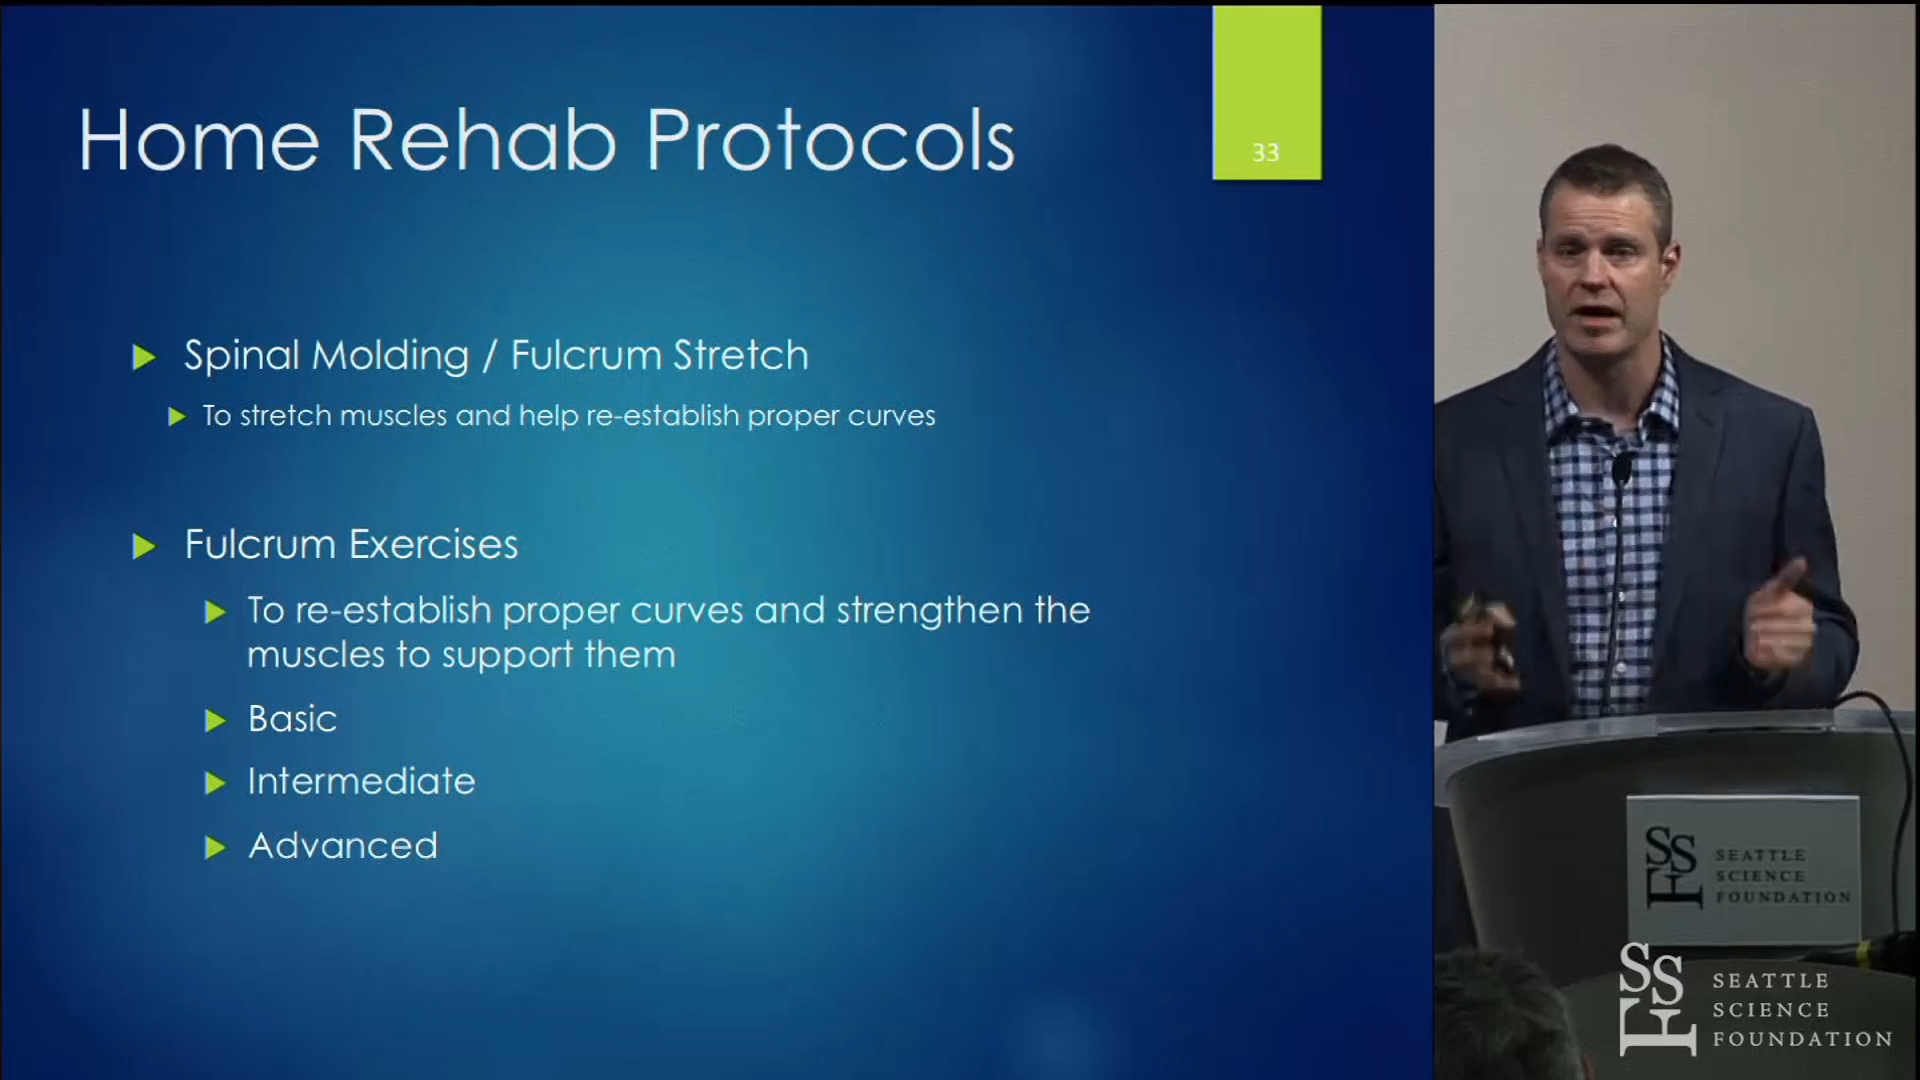 Home Rehab Protocols
33
Spinal Molding / Fulcrum Stretch
To stretch muscles and help re-establish proper curves
Fulcrum Exercises
To re-establish proper curves and strengthen the
muscles to support them
Basic
Intermediate
Advanced
SSF
SEATTLE
SCIENCE
FOUNDATION
SSF
SEATTLE
SCIENCE
FOUNDATION